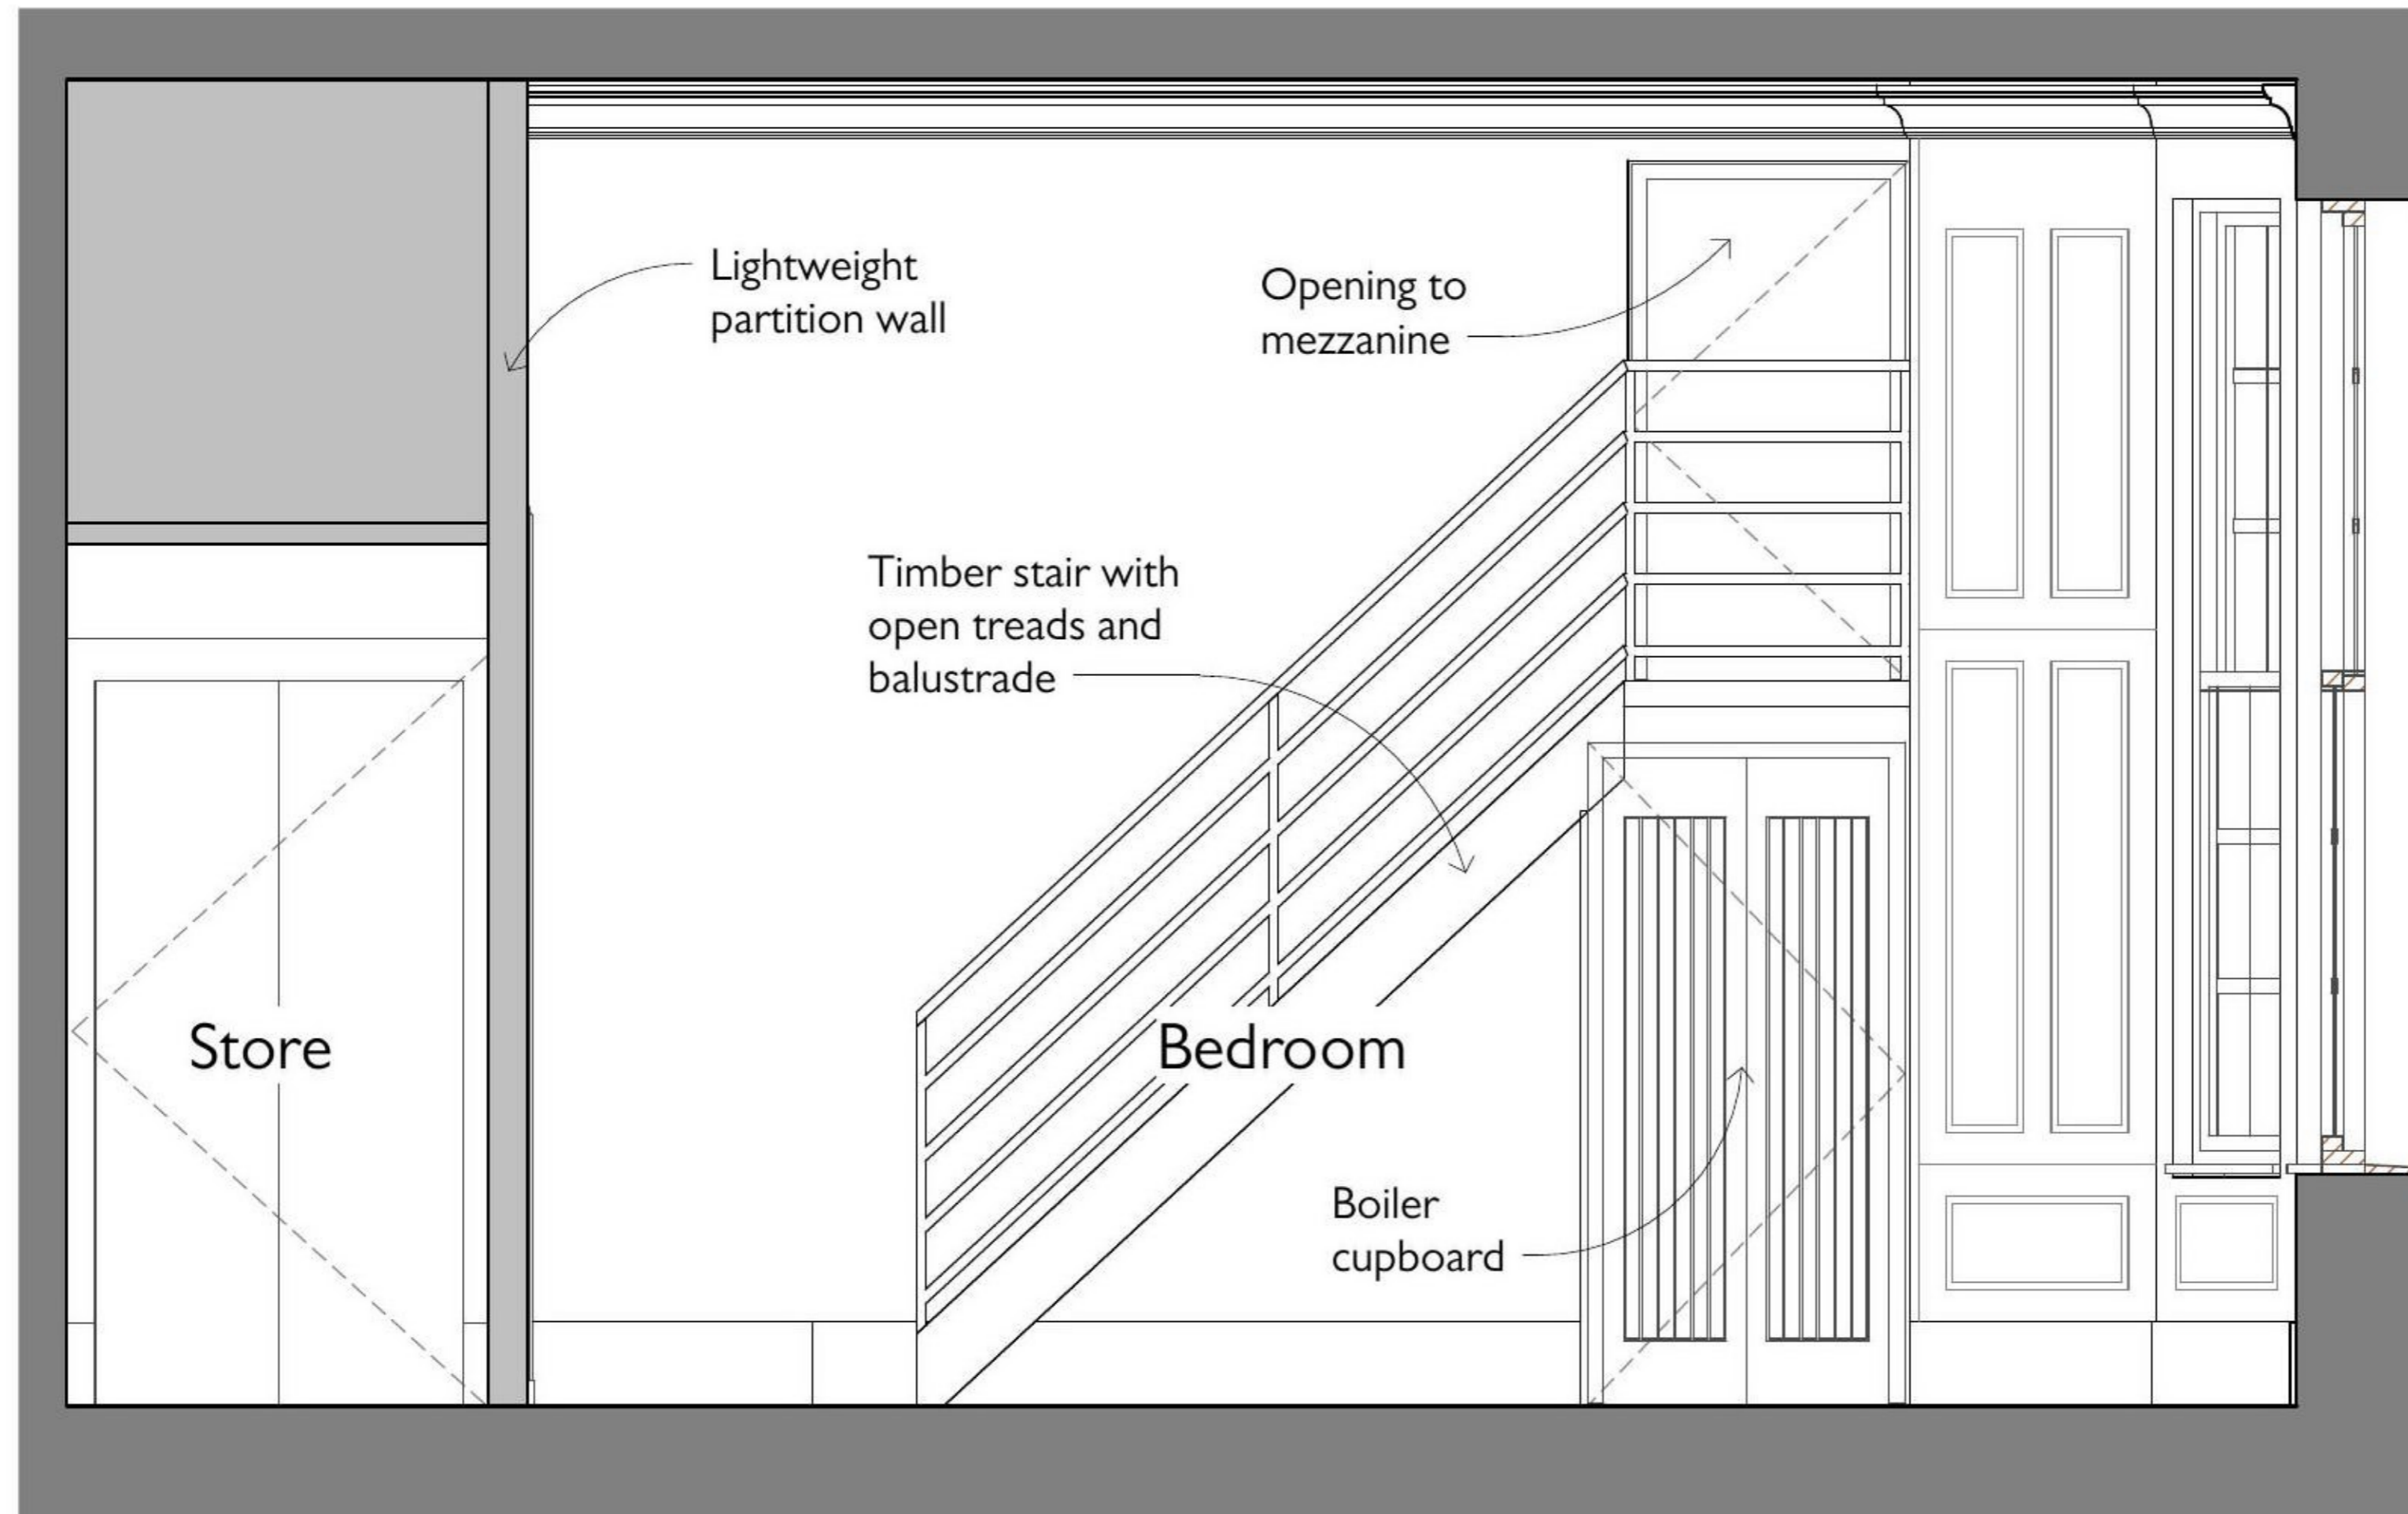 Lightweight
partition wall
Opening to
mezzanine
Timber stair with
open treads and
balustrade
Store
Bedroom
Boiler
cupboard